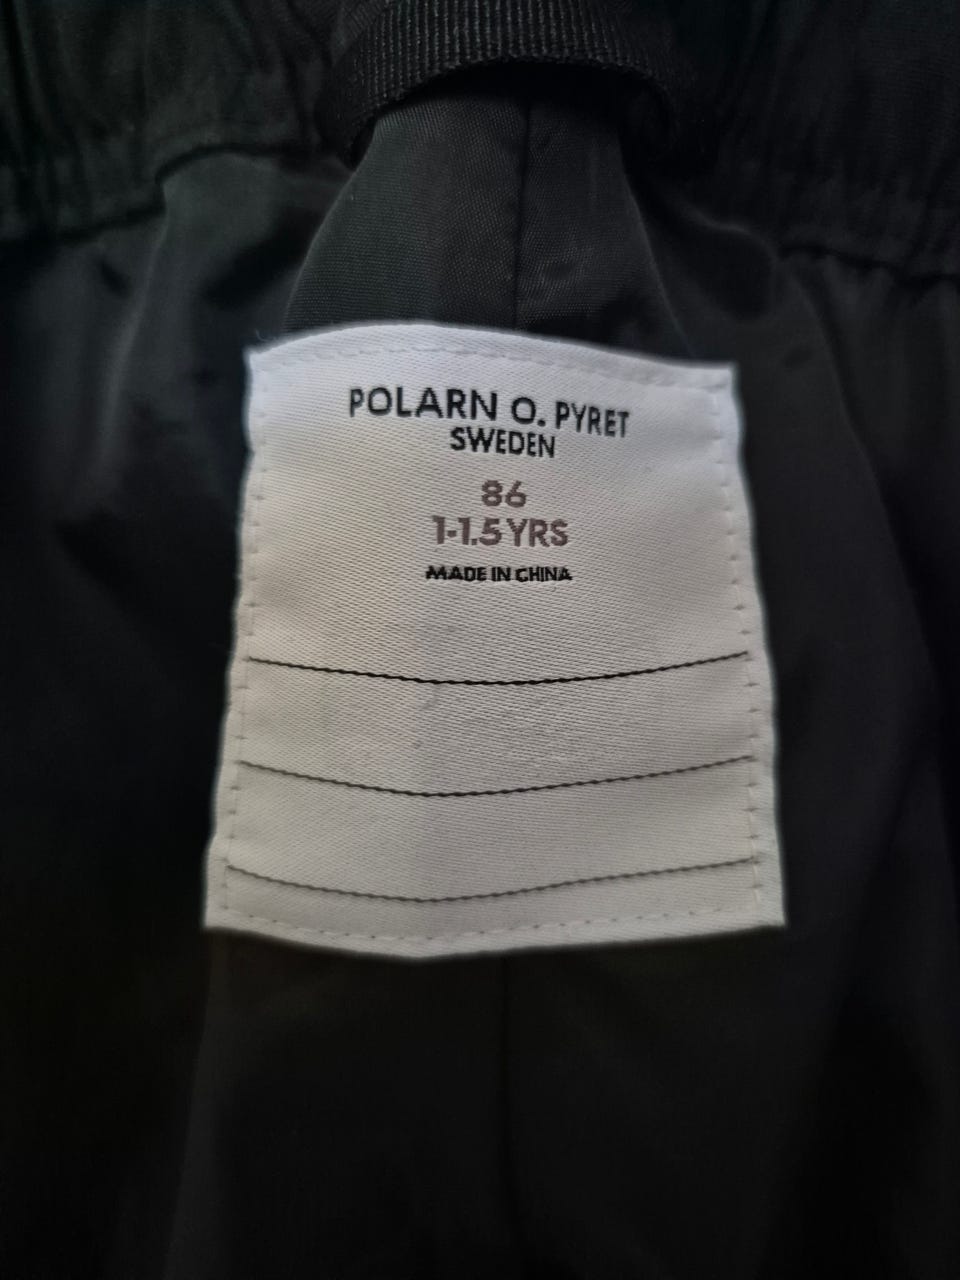 POLARN O. PYRET
SWEDEN
86
1-1.5 YRS
MADE IN CHINA